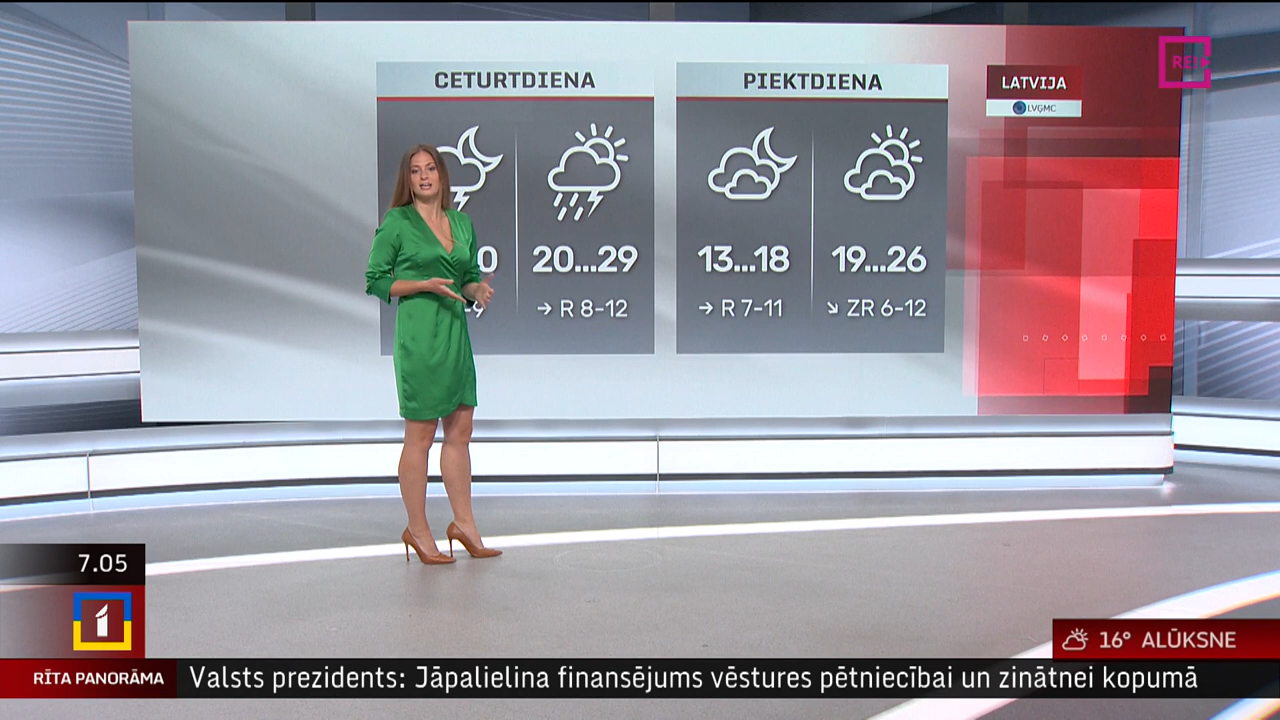 CETURTDIENA
PIEKTDIENA
LATVIJA
LVĢMC
RE:
20...29
13...18
19...26
→ R 8-12
→ R 7-11
↘ ZR 6-12
7.05
1
16° ALŪKSNE
RĪTA PANORĀMA
Valsts prezidents: Jāpalielina finansējums vēstures pētniecībai un zinātnei kopumā